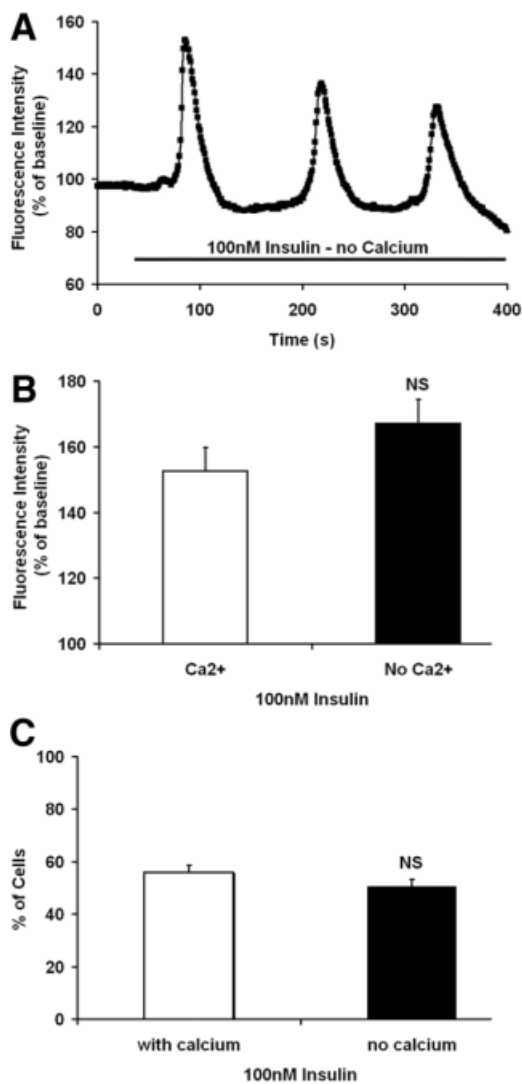 A
160
140
120
100
80
60
Fluorescence Intensity
(% of baseline)
100nM Insulin - no Calcium
0 100 200 300 400
Time (s)
B
180
160
140
120
100
Fluorescence Intensity
(% of baseline)
NS
Ca2+ No Ca2+
100nM Insulin
C
100
80
60
40
20
0
% of Cells
NS
with calcium no calcium
100nM Insulin